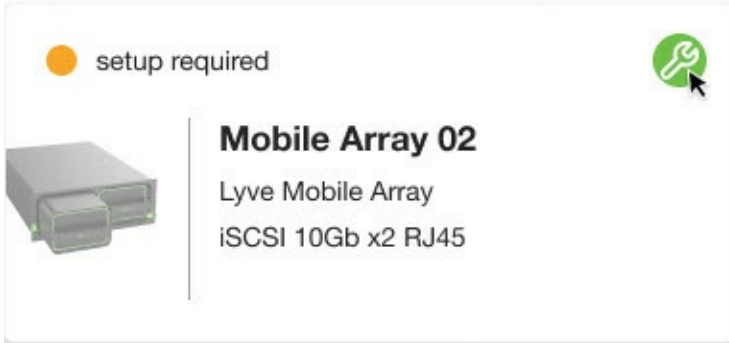 setup required
Mobile Array 02
Lyve Mobile Array
iSCSI 10Gb x2 RJ45